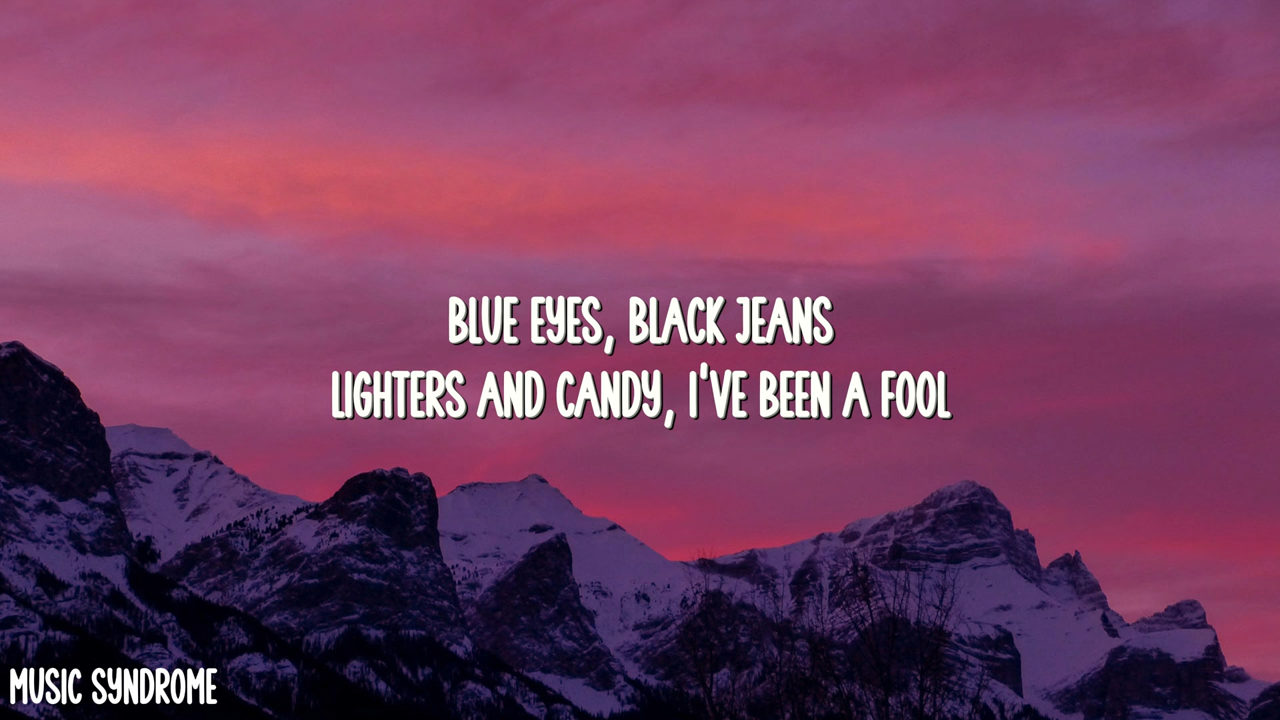 BLUE EYES, BLACK JEANS
LIGHTERS AND CANDY, I'VE BEEN A FOOL
MUSIC SYNDROME